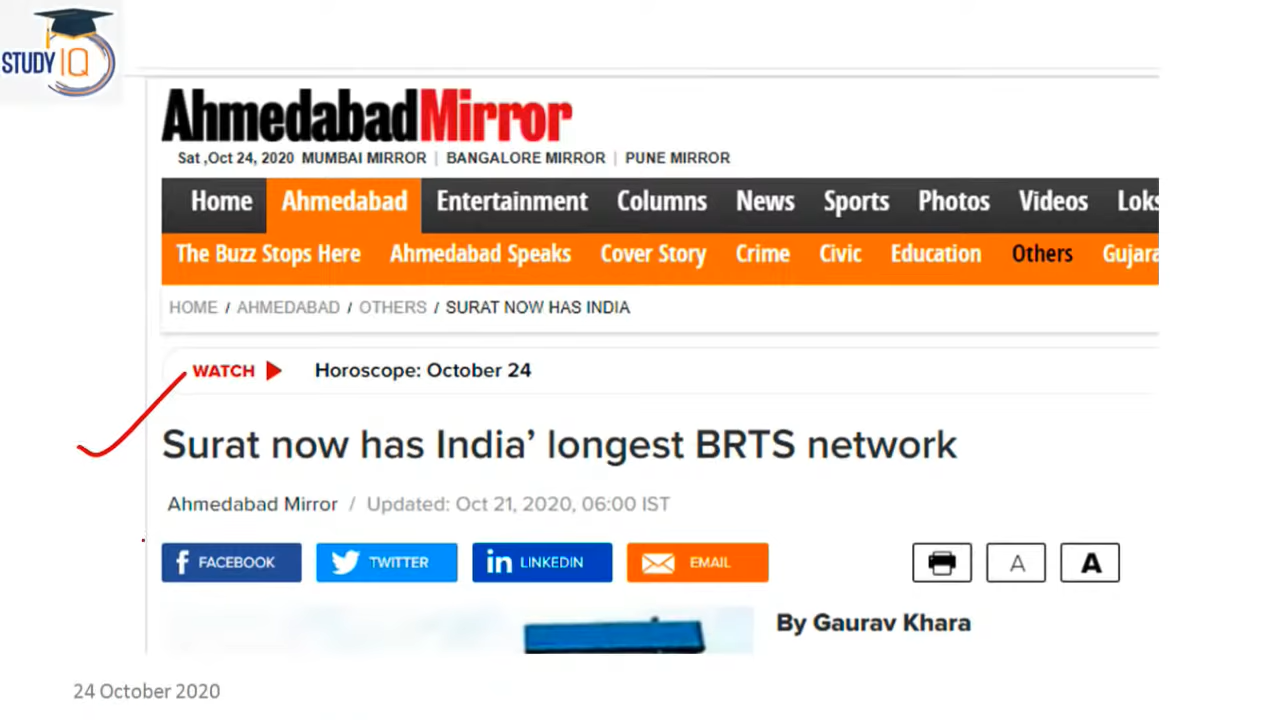 STUDY IQ
AhmedabadMirror
Sat ,Oct 24, 2020 MUMBAI MIRROR | BANGALORE MIRROR | PUNE MIRROR
Home Ahmedabad Entertainment Columns News Sports Photos Videos Loks
The Buzz Stops Here Ahmedabad Speaks Cover Story Crime Civic Education Others Gujara
HOME / AHMEDABAD / OTHERS / SURAT NOW HAS INDIA
WATCH Horoscope: October 24
Surat now has India’ longest BRTS network
Ahmedabad Mirror / Updated: Oct 21, 2020, 06:00 IST
f FACEBOOK TWITTER in LINKEDIN EMAIL A A
By Gaurav Khara
24 October 2020